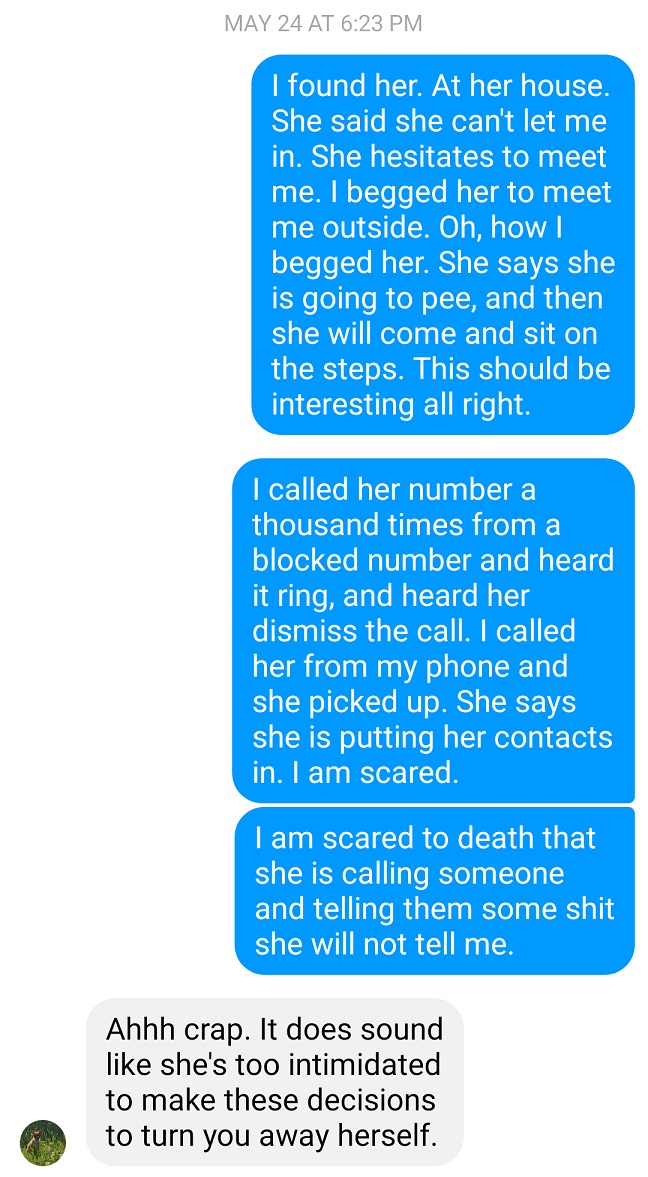 MAY 24 AT 6:23 PM
I found her. At her house.
She said she can't let me
in. She hesitates to meet
me. I begged her to meet
me outside. Oh, how I
begged her. She says she
is going to pee, and then
she will come and sit on
the steps. This should be
interesting all right.
I called her number a
thousand times from a
blocked number and heard
it ring, and heard her
dismiss the call. I called
her from my phone and
she picked up. She says
she is putting her contacts
in. I am scared.
I am scared to death that
she is calling someone
and telling them some shit
she will not tell me.
Ahhh crap. It does sound
like she's too intimidated
to make these decisions
to turn you away herself.